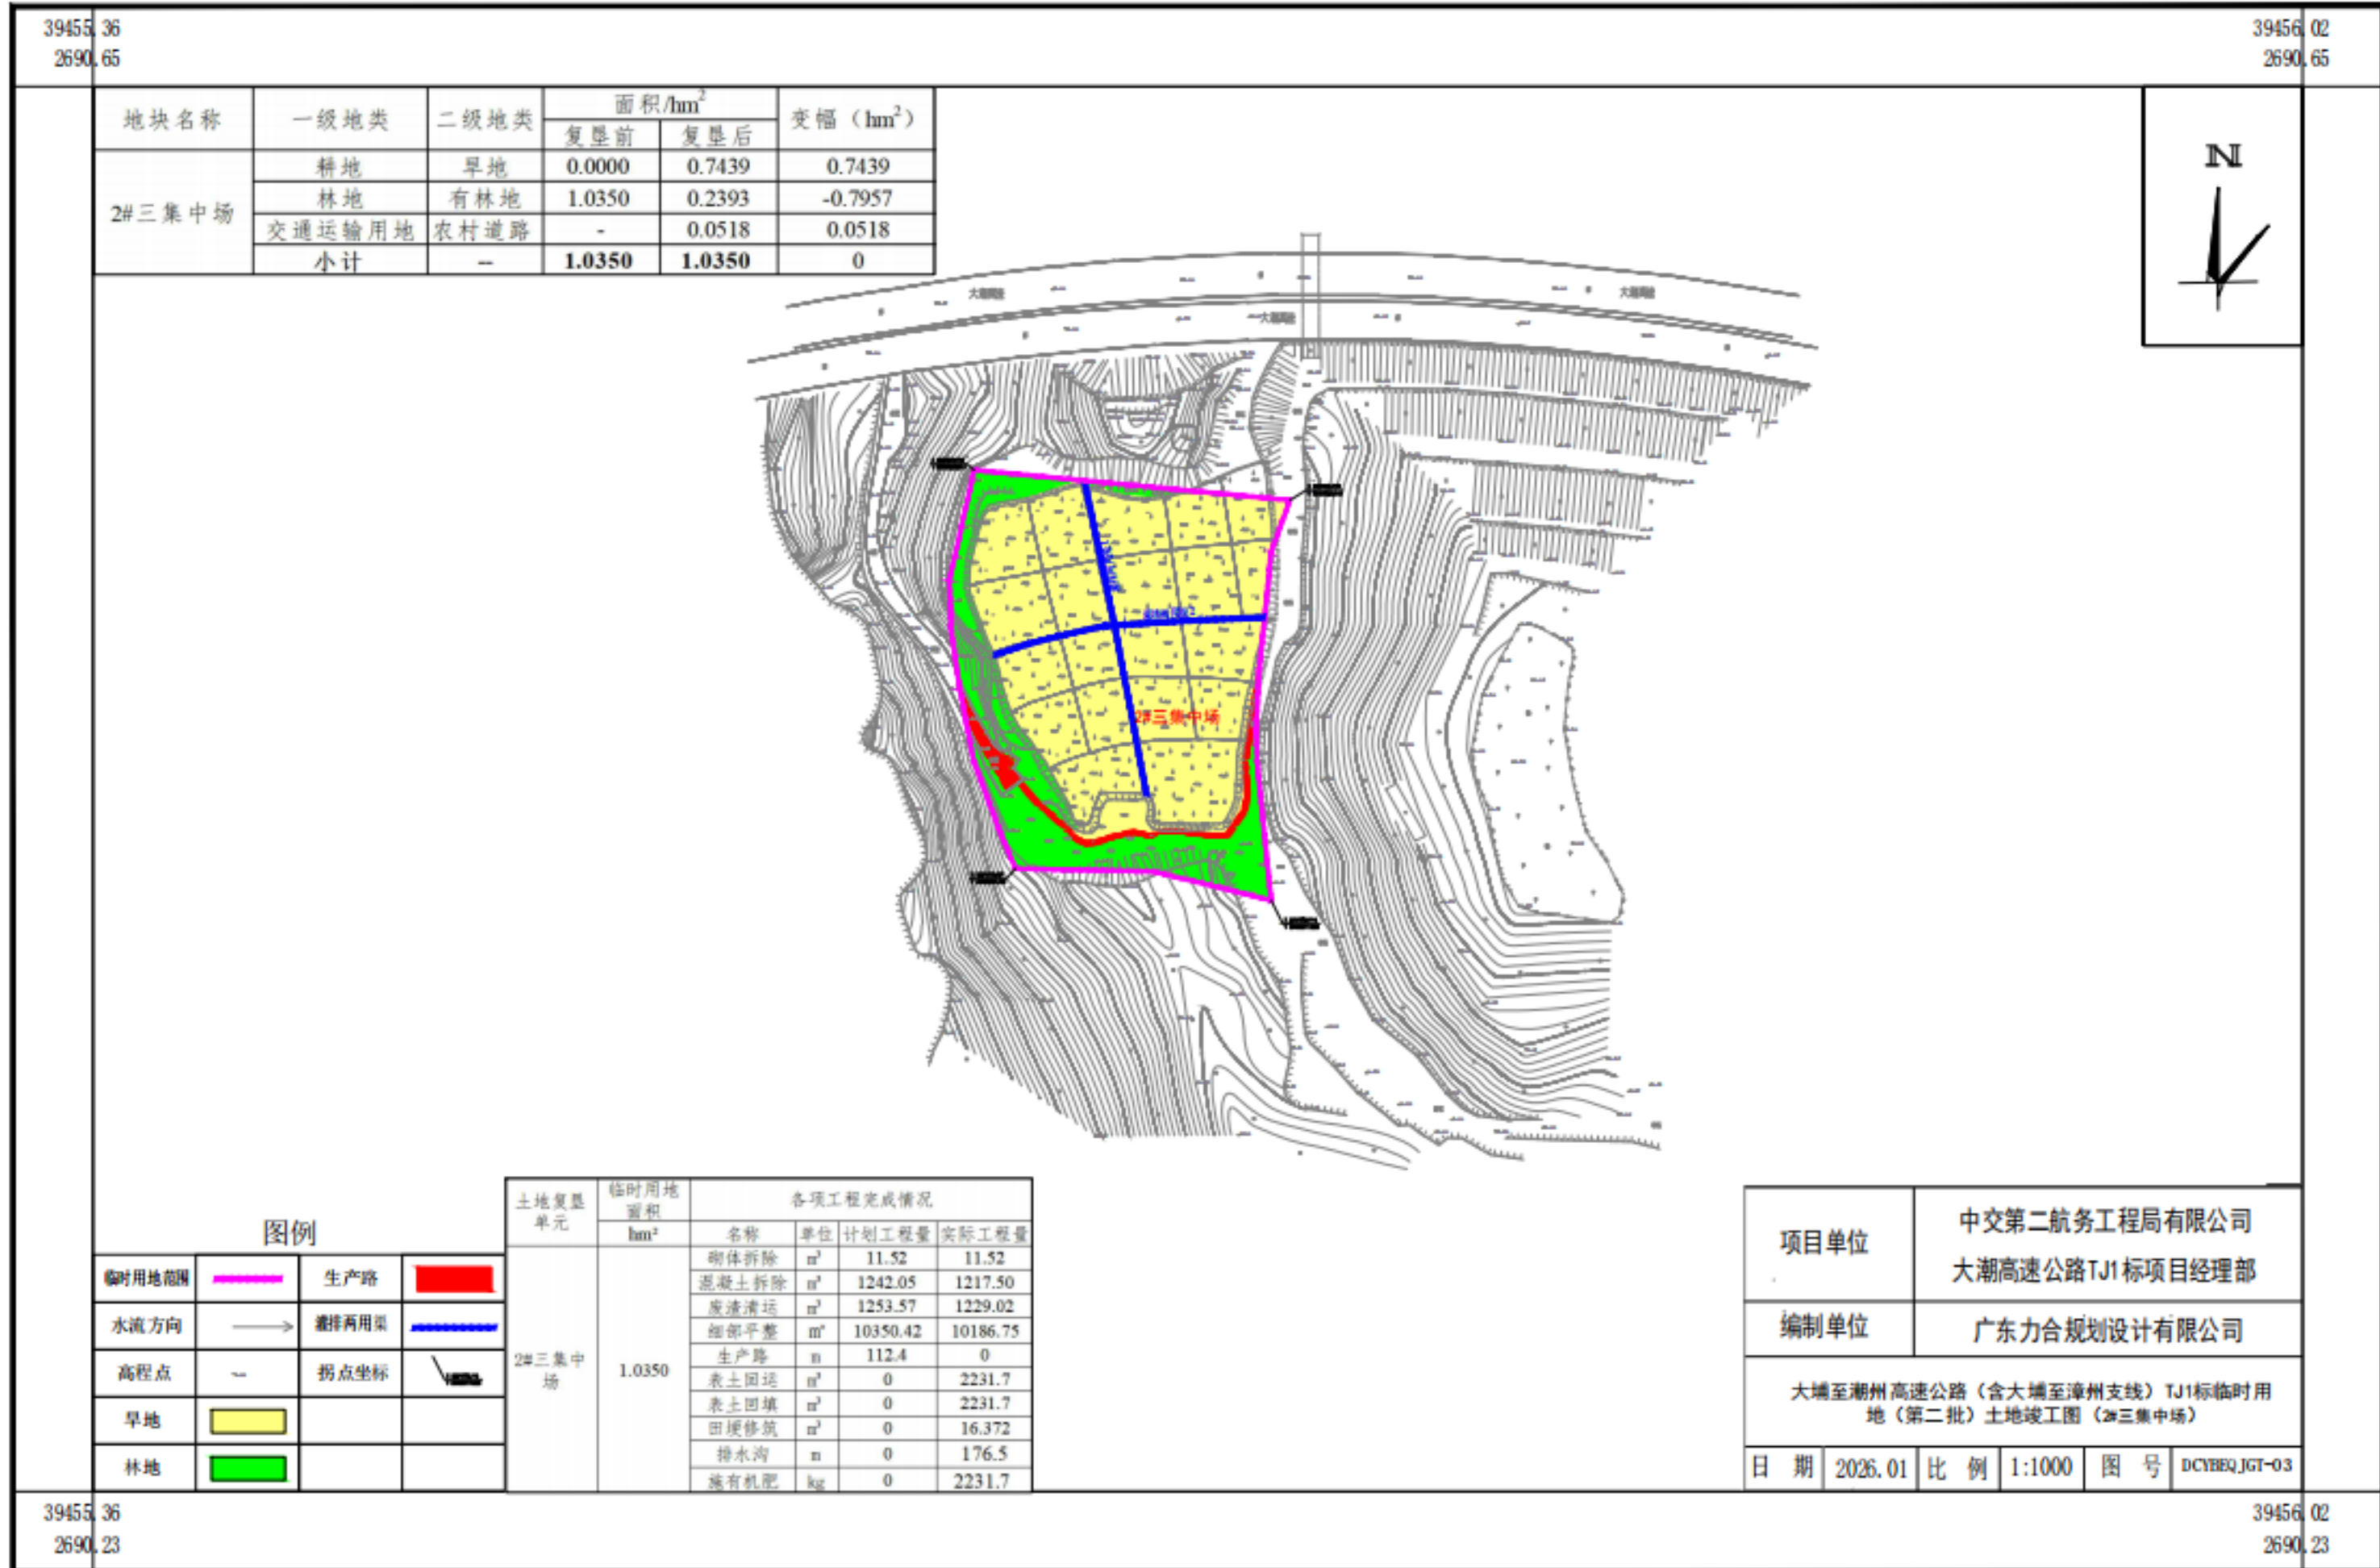 39455.36
2690.65
39456.02
2690.65
地块名称 一级地类 二级地类 面积/hm² 变幅（hm²）
复垦前 复垦后
2#三集中场
耕地 旱地 0.0000 0.7439 0.7439
林地 有林地 1.0350 0.2393 -0.7957
交通运输用地 农村道路 - 0.0518 0.0518
小计 -- 1.0350 1.0350 0
N
大潮高速
大潮高速
大潮高速
2#三集中场
图例
临时用地范围 生产路
水流方向 灌排两用渠
高程点 拐点坐标
旱地
林地
土地复垦单元 临时用地面积 各项工程完成情况
hm² 名称 单位 计划工程量 实际工程量
2#三集中场 1.0350
砌体拆除 m³ 11.52 11.52
混凝土拆除 m³ 1242.05 1217.50
废渣清运 m³ 1253.57 1229.02
细部平整 m² 10350.42 10186.75
生产路 m 112.4 0
表土回运 m³ 0 2231.7
表土回填 m³ 0 2231.7
田埂修筑 m³ 0 16.372
排水沟 m 0 176.5
施有机肥 kg 0 2231.7
项目单位 中交第二航务工程局有限公司
大潮高速公路TJ1标项目经理部
编制单位 广东力合规划设计有限公司
大埔至潮州高速公路（含大埔至漳州支线）TJ1标临时用
地（第二批）土地竣工图（2#三集中场）
日 期 2026.01 比 例 1:1000 图 号 DCYBEQJGT-03
39455.36
2690.23
39456.02
2690.23